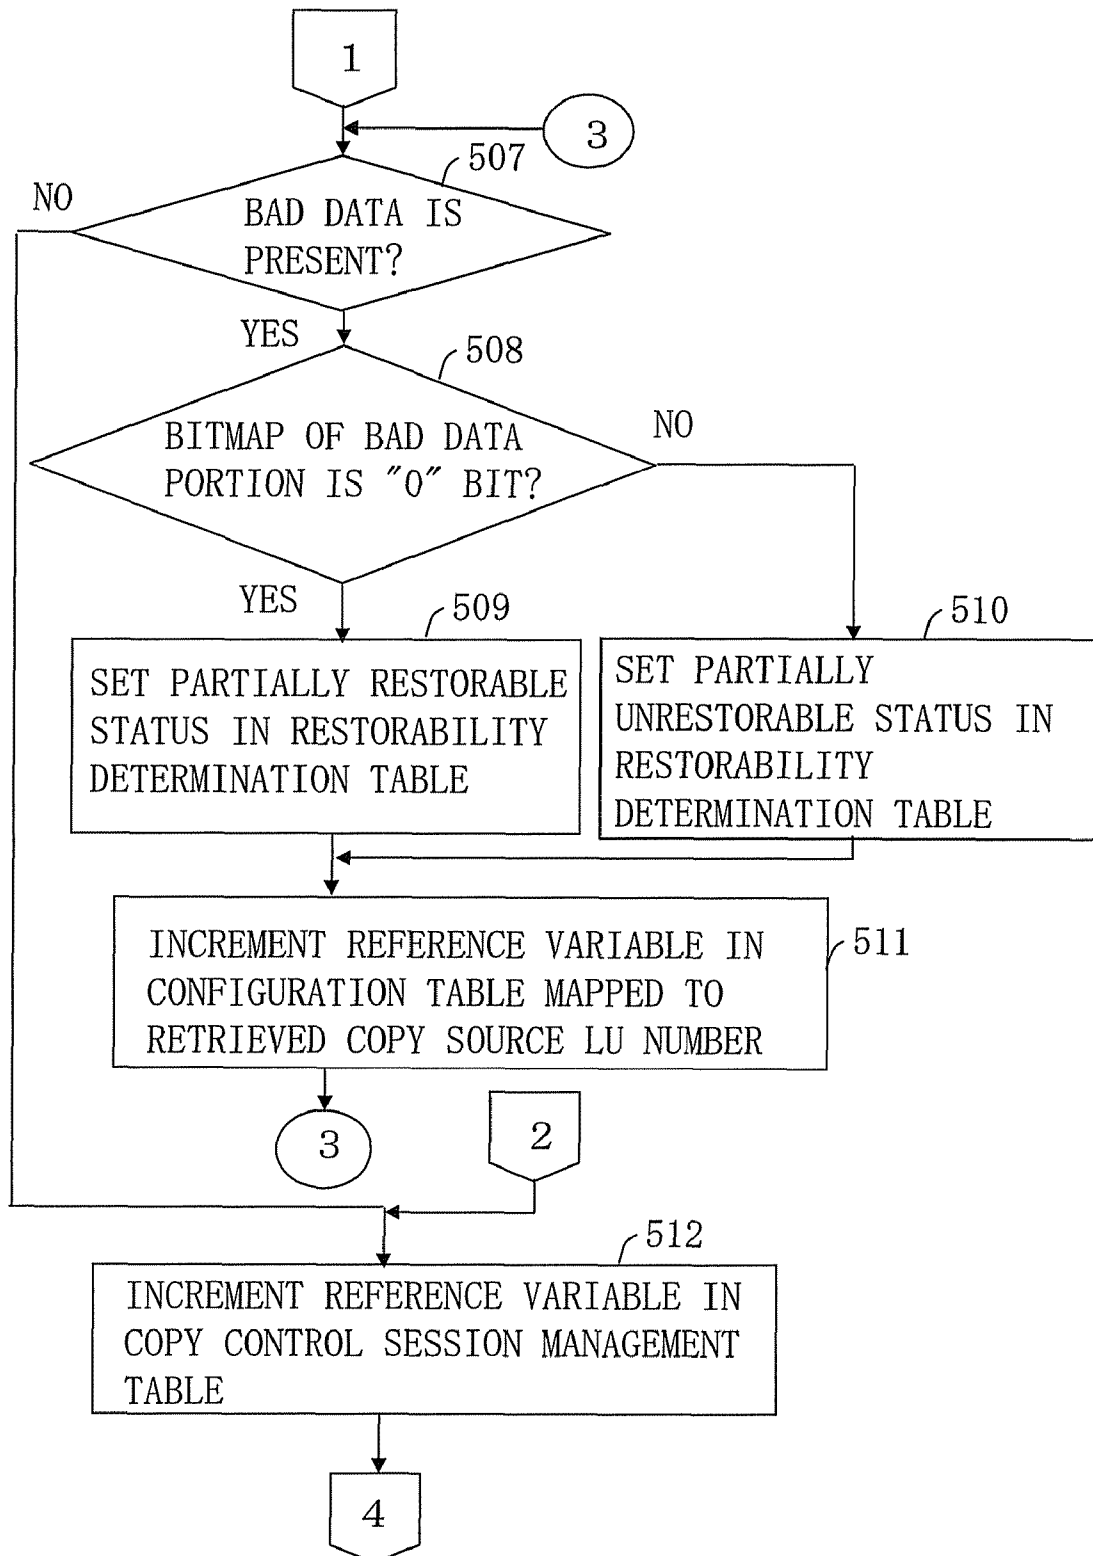 1
3
507
NO
BAD DATA IS
PRESENT?
YES
508
NO
BITMAP OF BAD DATA
PORTION IS "0" BIT?
YES
509
510
SET PARTIALLY RESTORABLE
STATUS IN RESTORABILITY
DETERMINATION TABLE
SET PARTIALLY
UNRESTORABLE STATUS IN
RESTORABILITY
DETERMINATION TABLE
INCREMENT REFERENCE VARIABLE IN
CONFIGURATION TABLE MAPPED TO
RETRIEVED COPY SOURCE LU NUMBER
511
3
2
512
INCREMENT REFERENCE VARIABLE IN
COPY CONTROL SESSION MANAGEMENT
TABLE
4